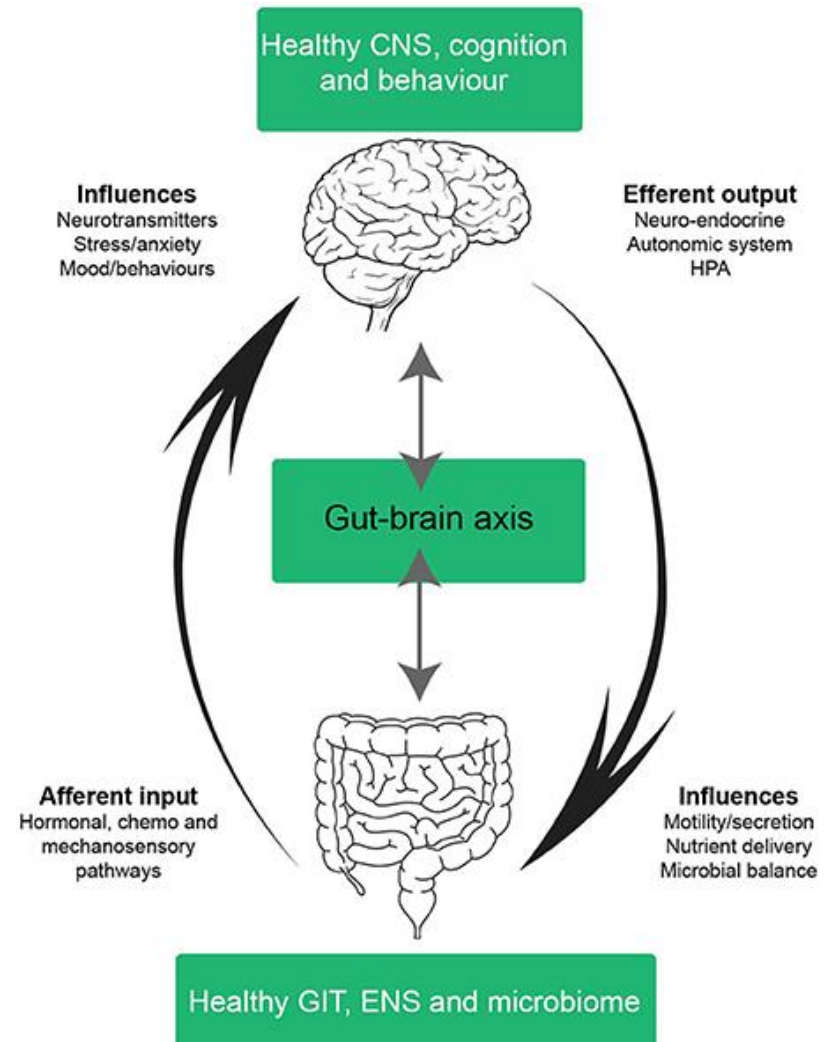 Healthy CNS, cognition
and behaviour
Influences
Neurotransmitters
Stress/anxiety
Mood/behaviours
Efferent output
Neuro-endocrine
Autonomic system
HPA
Gut-brain axis
Afferent input
Hormonal, chemo and
mechanosensory
pathways
Influences
Motility/secretion
Nutrient delivery
Microbial balance
Healthy GIT, ENS and microbiome